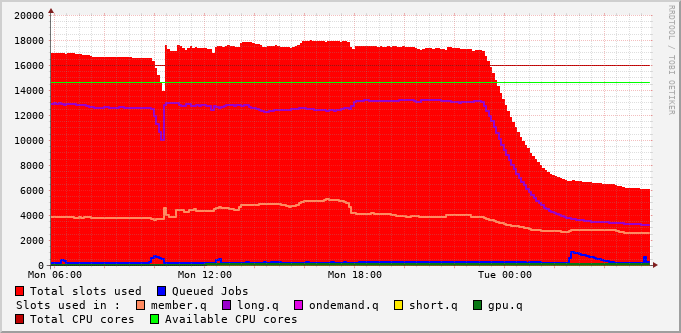 20000
18000
16000
14000
12000
10000
8000
6000
4000
2000
0
Mon 06:00 Mon 12:00 Mon 18:00 Tue 00:00
RRDTOOL / TOBI OETIKER
Total slots used Queued Jobs
Slots used in : member.q long.q ondemand.q short.q gpu.q
Total CPU cores Available CPU cores